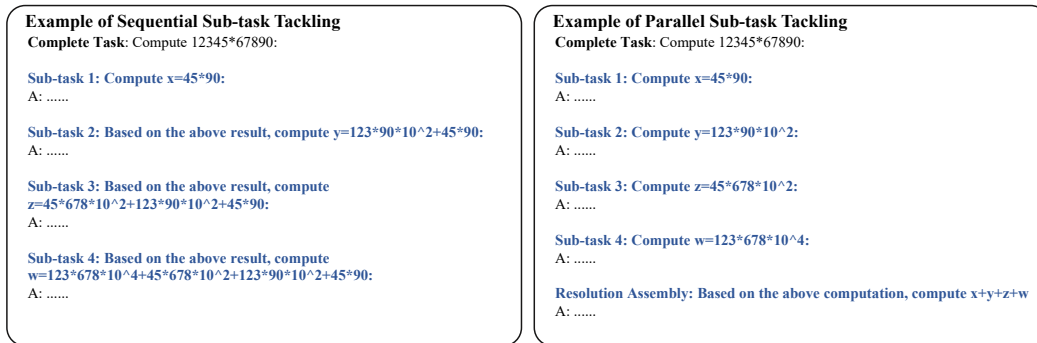 Example of Sequential Sub-task Tackling
Complete Task: Compute 12345*67890:
Sub-task 1: Compute x=45*90:
A: ......
Sub-task 2: Based on the above result, compute y=123*90*10^2+45*90:
A: ......
Sub-task 3: Based on the above result, compute
z=45*678*10^2+123*90*10^2+45*90:
A: ......
Sub-task 4: Based on the above result, compute
w=123*678*10^4+45*678*10^2+123*90*10^2+45*90:
A: ......
Example of Parallel Sub-task Tackling
Complete Task: Compute 12345*67890:
Sub-task 1: Compute x=45*90:
A: ......
Sub-task 2: Compute y=123*90*10^2:
A: ......
Sub-task 3: Compute z=45*678*10^2:
A: ......
Sub-task 4: Compute w=123*678*10^4:
A: ......
Resolution Assembly: Based on the above computation, compute x+y+z+w
A: ......